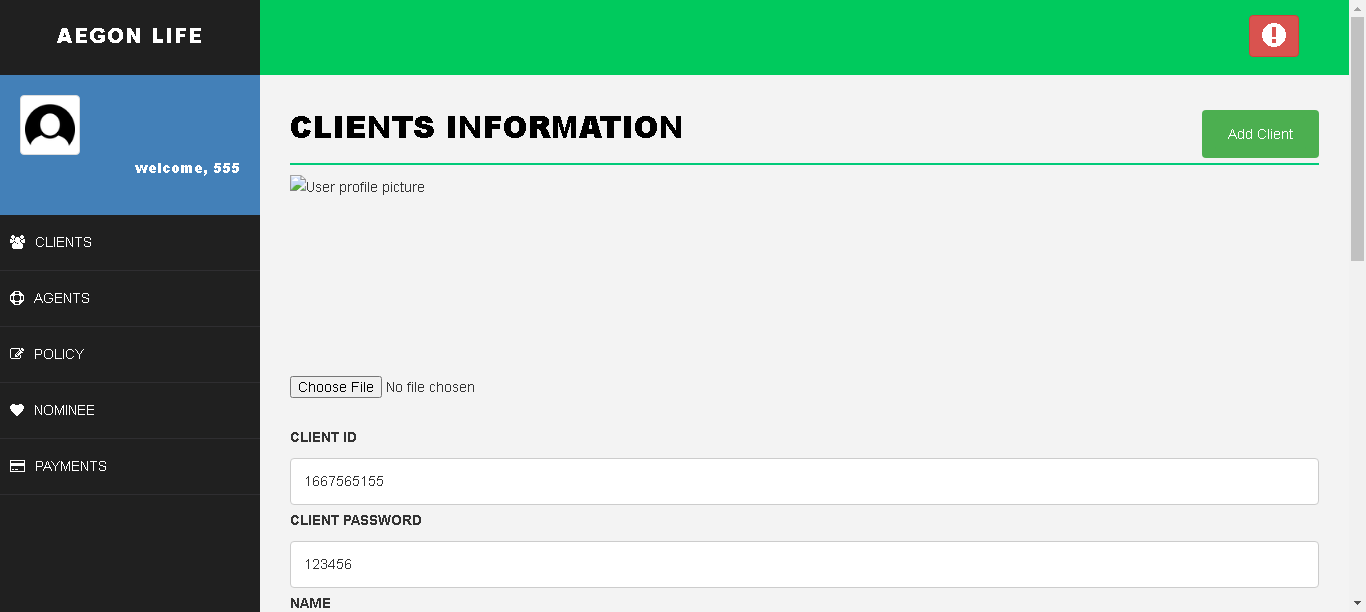 AEGON LIFE
welcome, 555
CLIENTS
AGENTS
POLICY
NOMINEE
PAYMENTS
CLIENTS INFORMATION
Add Client
User profile picture
Choose File No file chosen
CLIENT ID
1667565155
CLIENT PASSWORD
123456
NAME